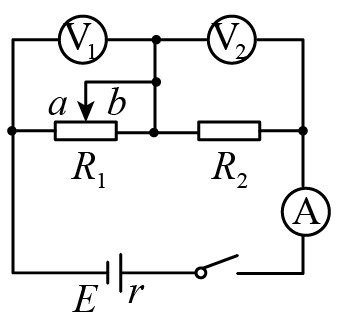 V₁ V₂
a b
R₁ R₂
A
E r